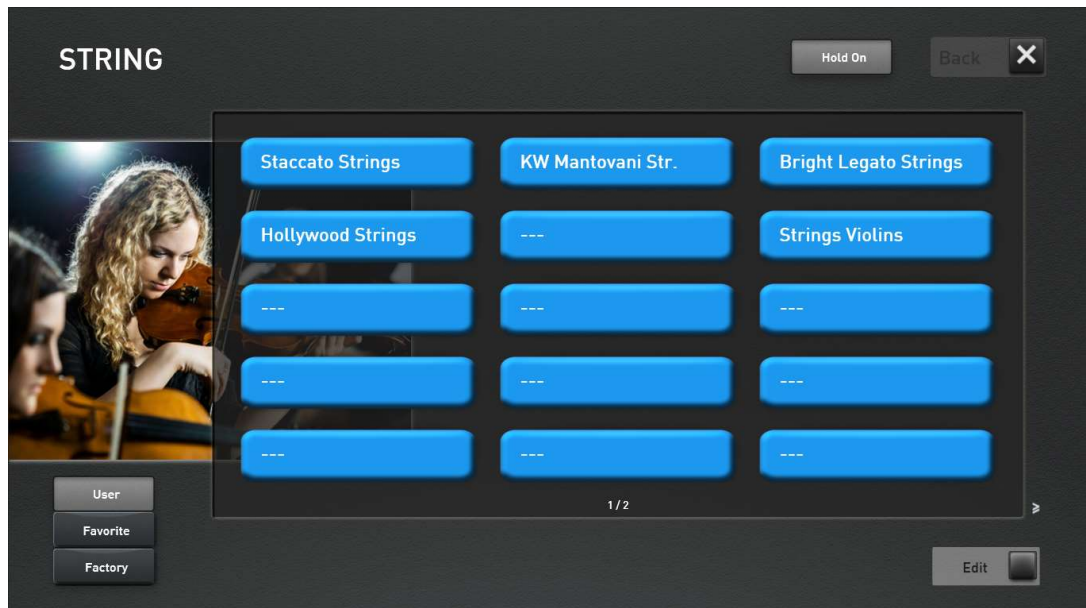 STRING
Hold On
Back
Staccato Strings
KW Mantovani Str.
Bright Legato Strings
Hollywood Strings
---
Strings Violins
---
---
---
---
---
---
---
---
---
User
1/2
Favorite
Factory
Edit